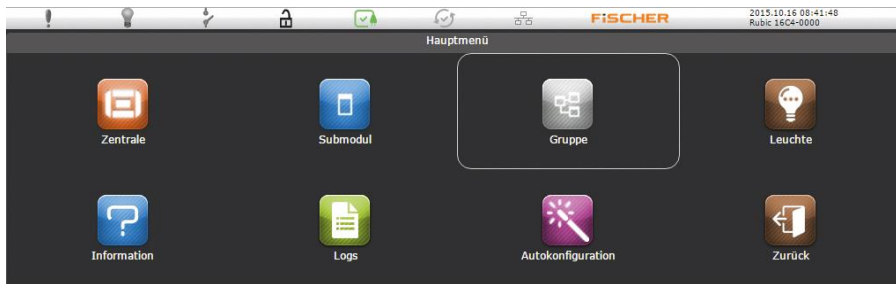 FiSCHER
2015.10.16 08:41:48
Rubic 16C4-0000
Hauptmenü
Zentrale
Submodul
Gruppe
Leuchte
Information
Logs
Autokonfiguration
Zurück